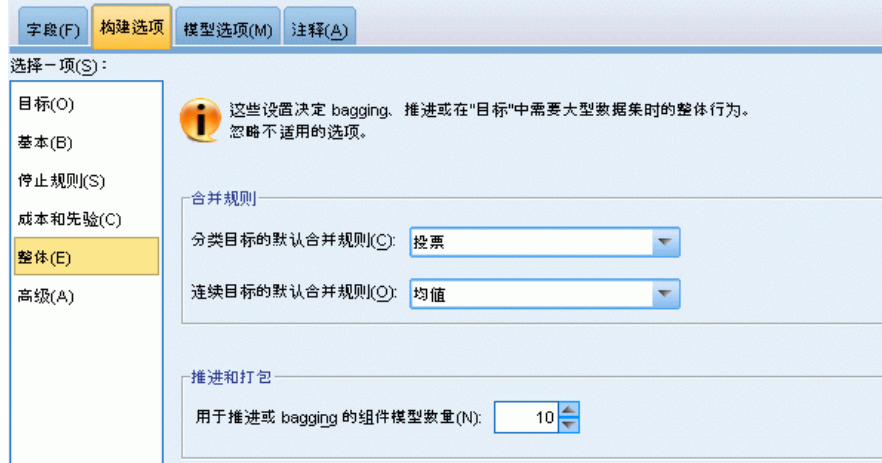 字段(F) 构建选项 模型选项(M) 注释(A)
选择一项(S):
目标(O)
基本(B)
停止规则(S)
成本和先验(C)
整体(E)
高级(A)
这些设置决定 bagging、推进或在"目标"中需要大型数据集时的整体行为。
忽略不适用的选项。
合并规则
分类目标的默认合并规则(C): 投票
连续目标的默认合并规则(O): 均值
推进和打包
用于推进或 bagging 的组件模型数量(N): 10